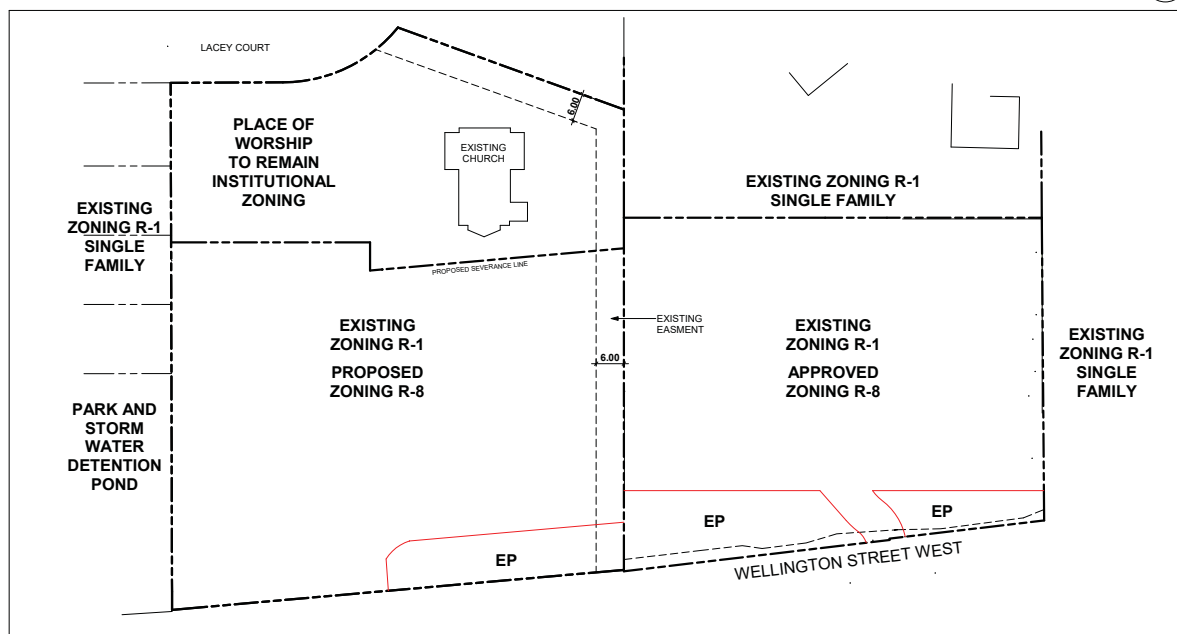 LACEY COURT
PLACE OF
WORSHIP
TO REMAIN
INSTITUTIONAL
ZONING
EXISTING
CHURCH
6.00
EXISTING ZONING R-1
SINGLE FAMILY
EXISTING
ZONING R-1
SINGLE
FAMILY
PROPOSED SEVERANCE LINE
EXISTING
ZONING R-1
PROPOSED
ZONING R-8
EXISTING
EASMENT
6.00
EXISTING
ZONING R-1
APPROVED
ZONING R-8
EXISTING
ZONING R-1
SINGLE
FAMILY
PARK AND
STORM
WATER
DETENTION
POND
EP
EP
EP
WELLINGTON STREET WEST